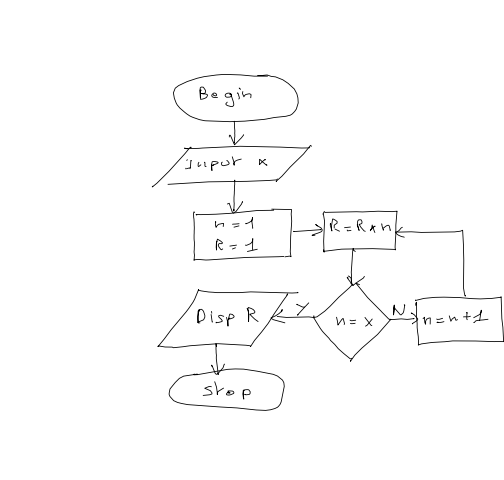 Begin
Input x
n = 1
R = 1
R = R * n
n = x
N
n = n + 1
Y
Disp R
Stop